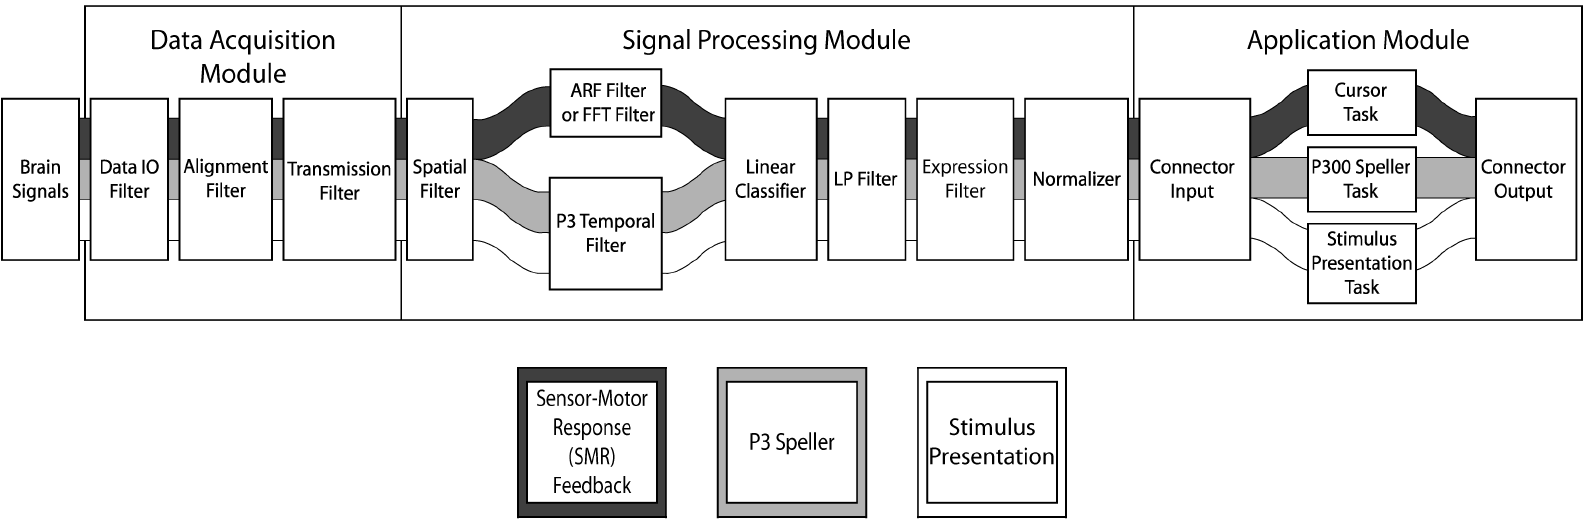 Data Acquisition
Module
Signal Processing Module
Application Module
Brain
Signals
Data IO
Filter
Alignment
Filter
Transmission
Filter
Spatial
Filter
ARF Filter
or FFT Filter
P3 Temporal
Filter
Linear
Classifier
LP Filter
Expression
Filter
Normalizer
Connector
Input
Cursor
Task
P300 Speller
Task
Stimulus
Presentation
Task
Connector
Output
Sensor-Motor
Response
(SMR)
Feedback
P3 Speller
Stimulus
Presentation